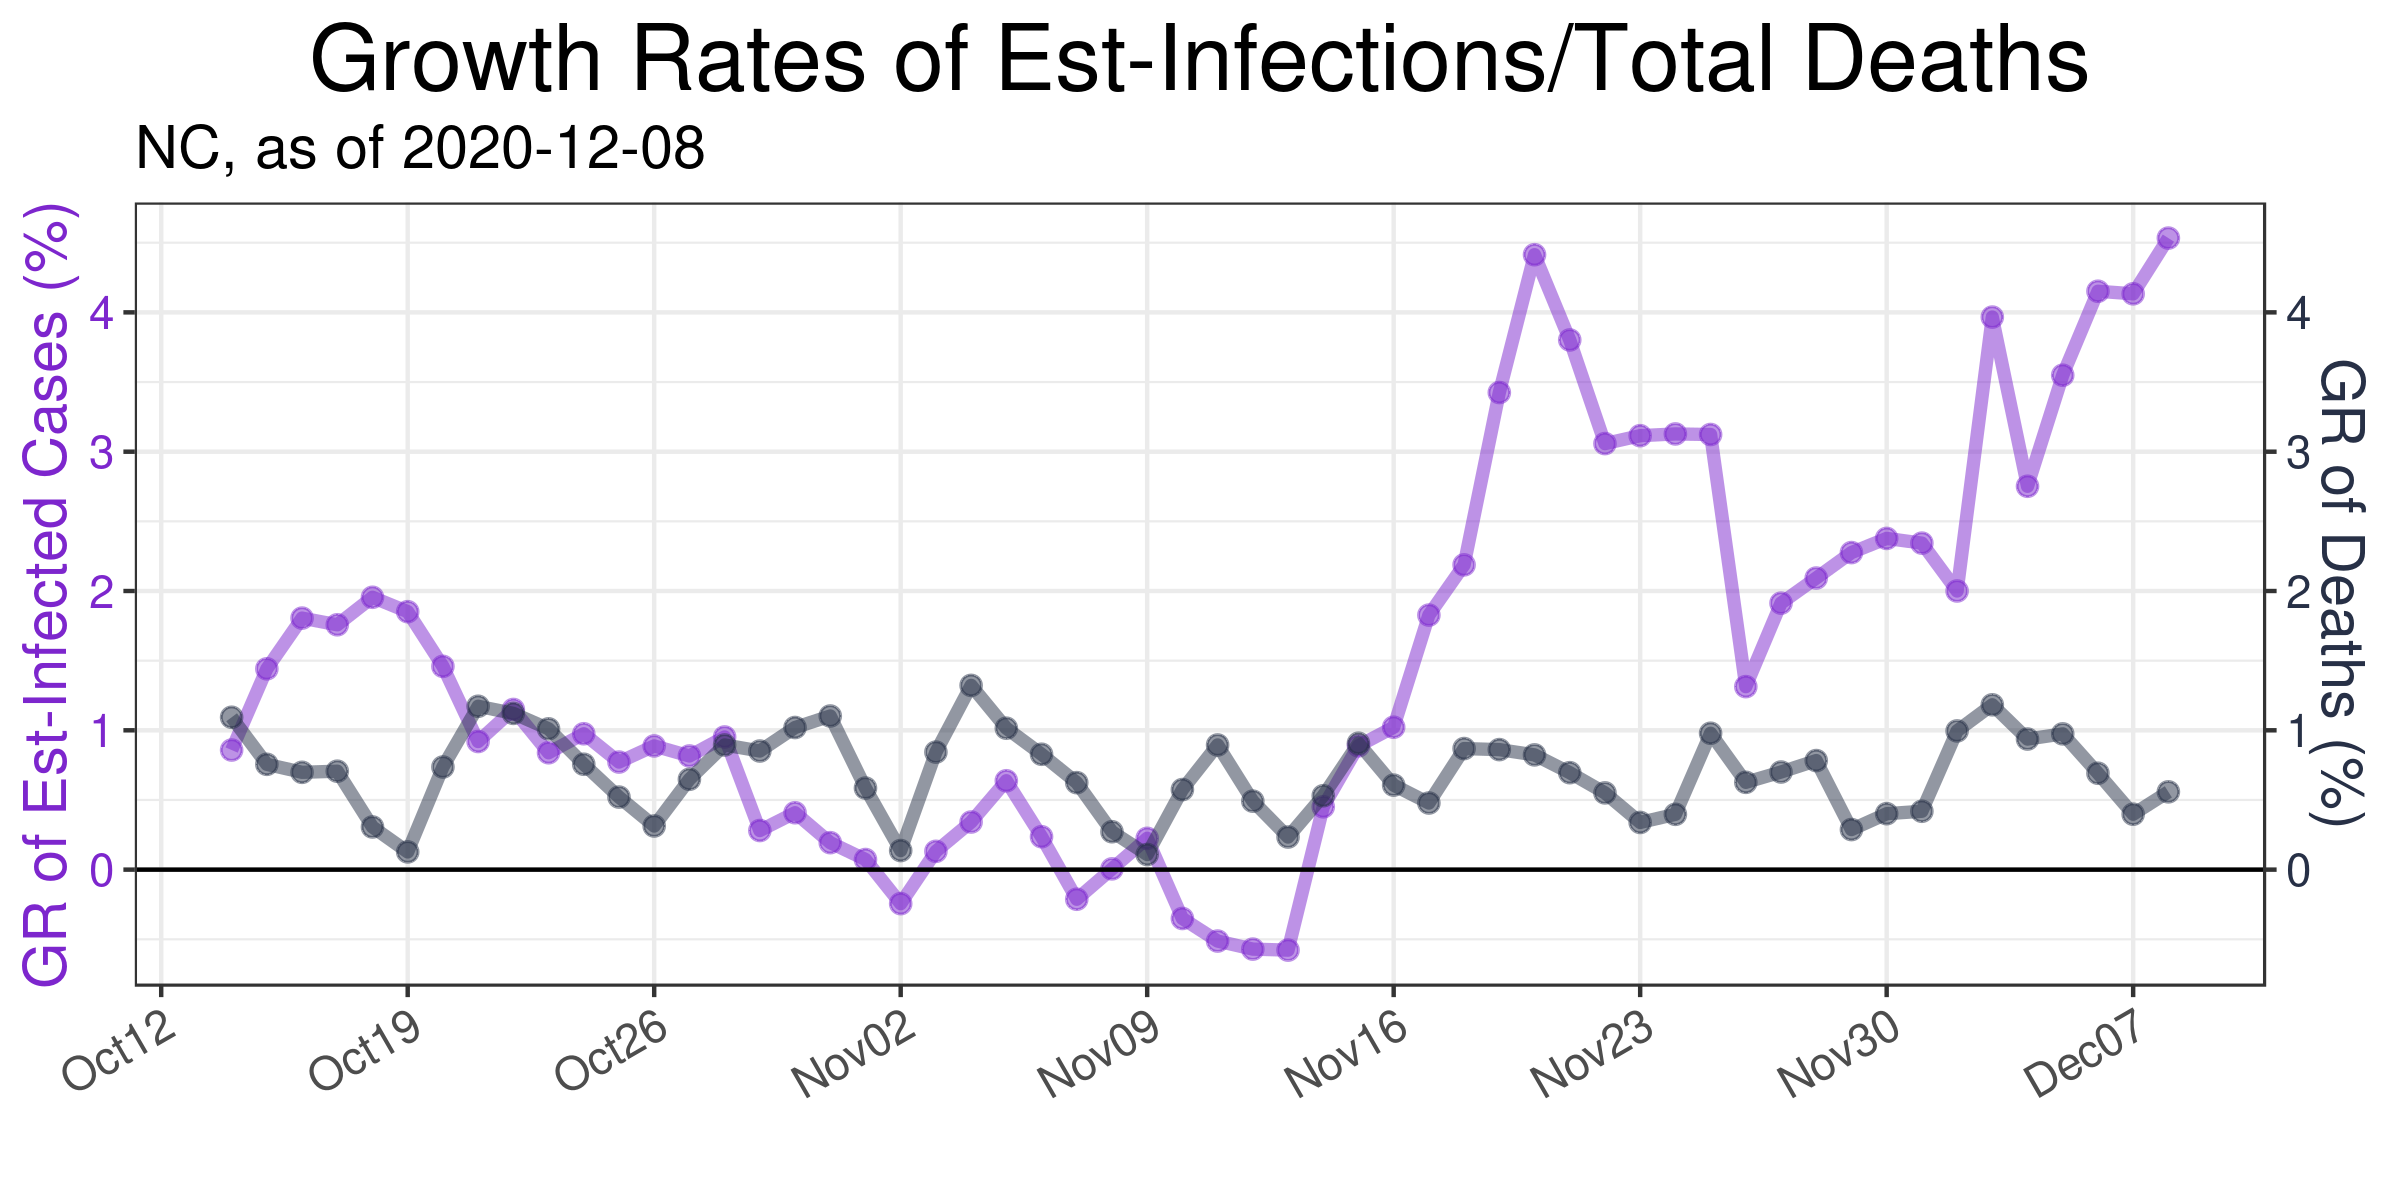 Growth Rates of Est-Infections/Total Deaths
NC, as of 2020-12-08
GR of Est-Infected Cases (%)
4
3
2
1
0
4
3
2
1
0
GR of Deaths (%)
Oct12
Oct19
Oct26
Nov02
Nov09
Nov16
Nov23
Nov30
Dec07